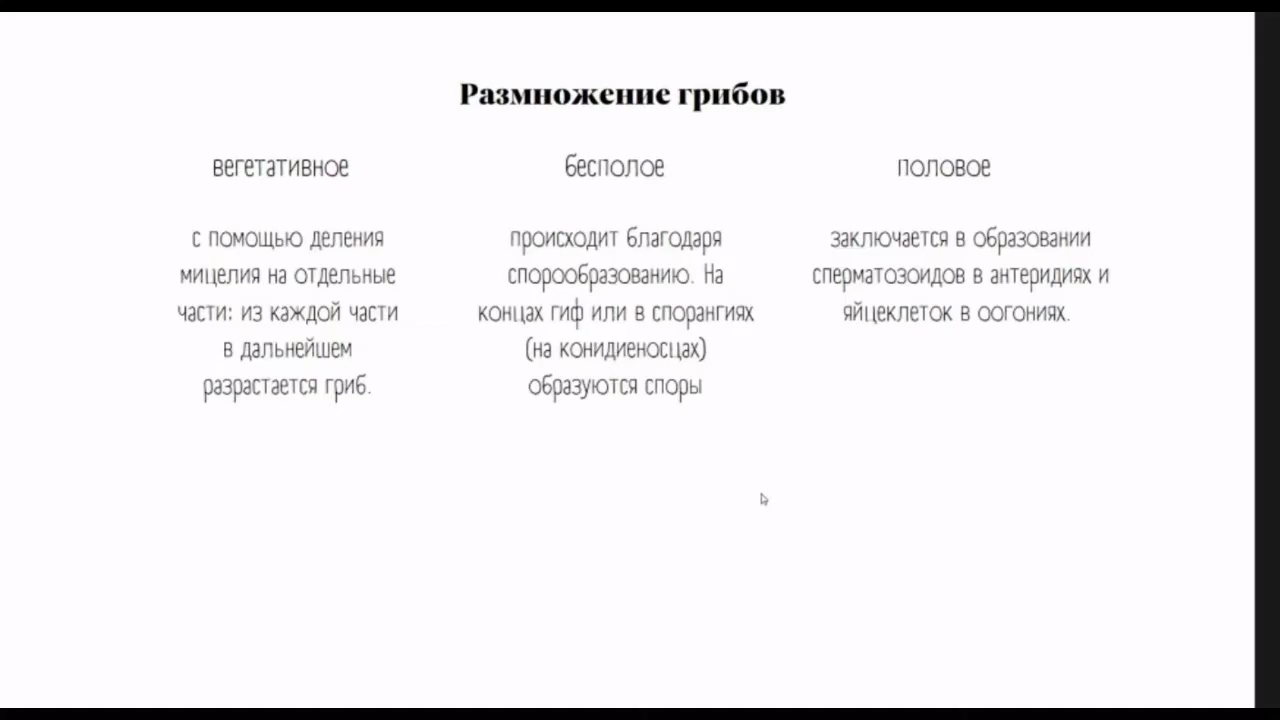 Размножение грибов
вегетативное
с помощью деления
мицелия на отдельные
части: из каждой части
в дальнейшем
разрастается гриб.
бесполое
происходит благодаря
спорообразованию. На
концах гиф или в спорангиях
(на конидиеносцах)
образуются споры
половое
заключается в образовании
сперматозоидов в антеридиях и
яйцеклеток в оогониях.